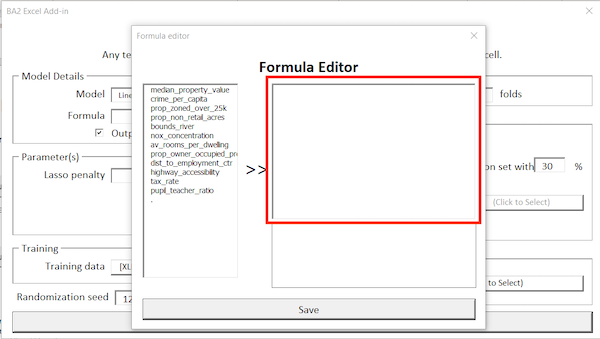 BA2 Excel Add-in
Formula editor
Any te
cell.
Formula Editor
Model Details
Model
Line
folds
Formula
Outp
median_property_value
crime_per_capita
prop_zoned_over_25k
prop_non_retail_acres
bounds_river
nox_concentration
av_rooms_per_dwelling
prop_owner_occupied_pre
dist_to_employment_ctr
highway_accessibility
tax_rate
pupil_teacher_ratio
.
>>
Parameter(s)
Lasso penalty
on set with 30 %
(Click to Select)
Training
Training data
[XL
to Select)
Randomization seed
12
Save